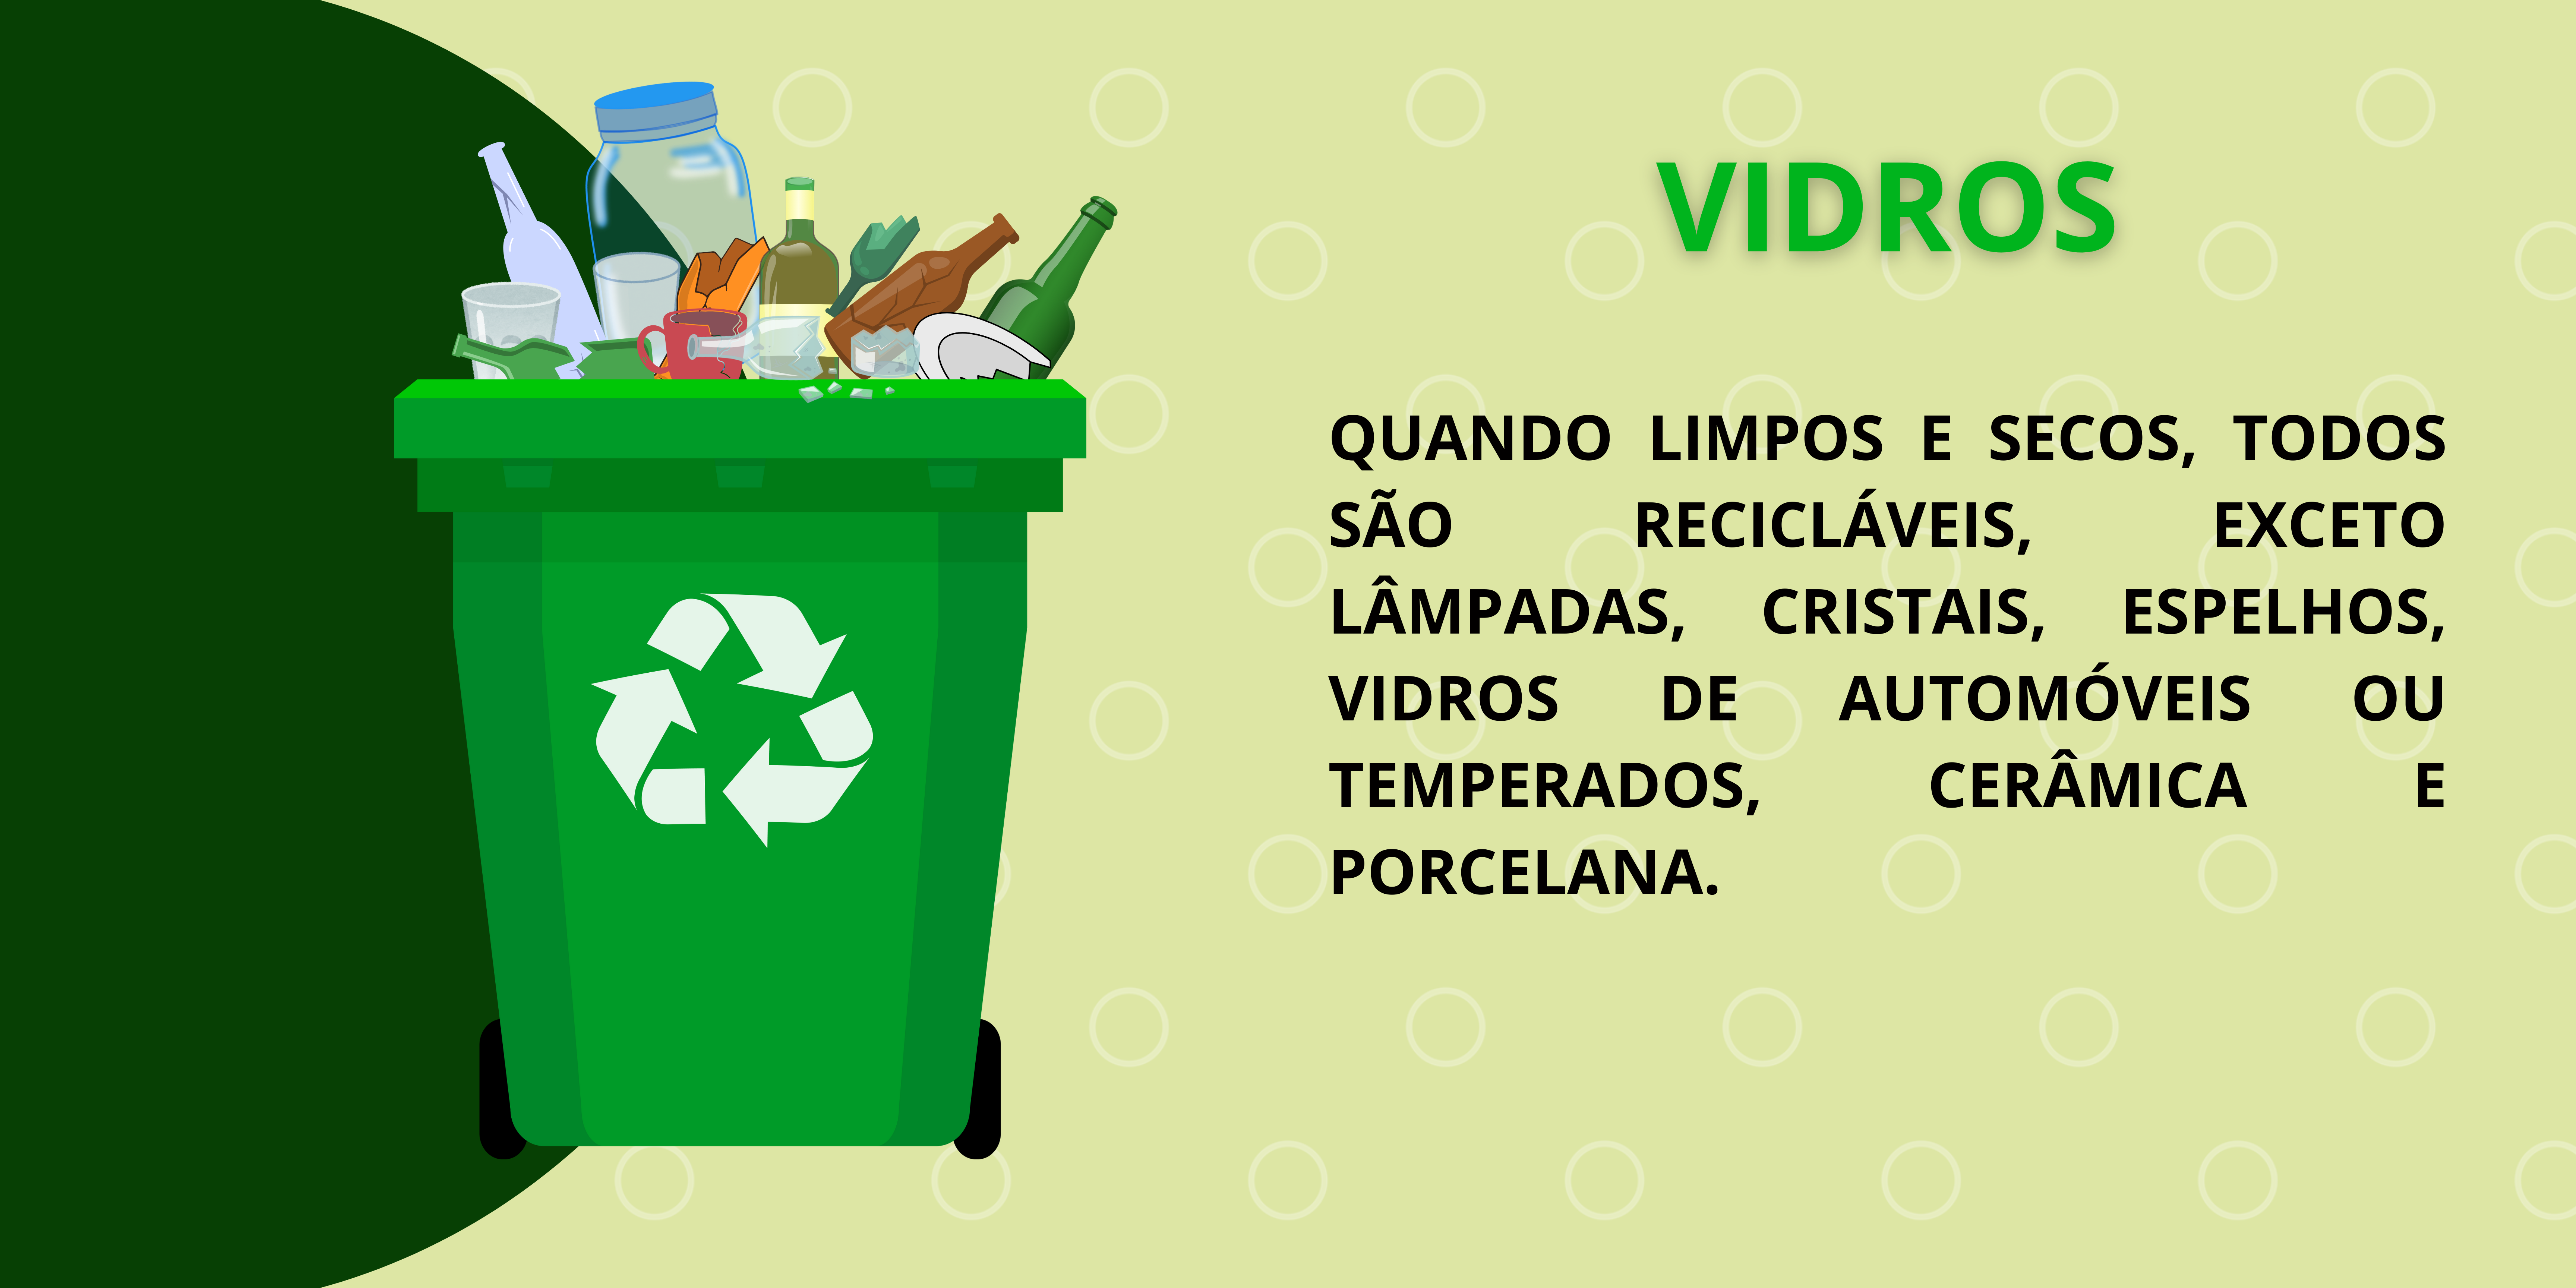 VIDROS
QUANDO LIMPOS E SECOS, TODOS
SÃO RECICLÁVEIS, EXCETO
LÂMPADAS, CRISTAIS, ESPELHOS,
VIDROS DE AUTOMÓVEIS OU
TEMPERADOS, CERÂMICA E
PORCELANA.